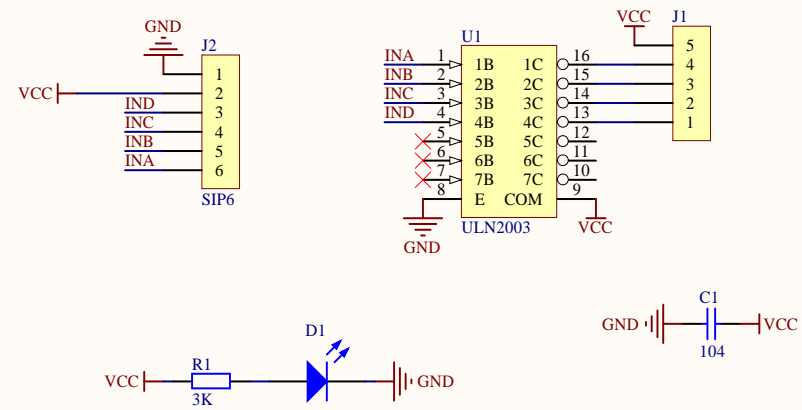 GND
J2
VCC
1
2
IND 3
INC 4
INB 5
INA 6
SIP6
U1
INA 1 1B 1C 16
INB 2 2B 2C 15
INC 3 3B 3C 14
IND 4 4B 4C 13
5 5B 5C 12
6 6B 6C 11
7 7B 7C 10
8 E COM 9
GND
ULN2003
VCC
VCC
J1
5
4
3
2
1
VCC
R1
3K
D1
GND
C1
GND
VCC
104